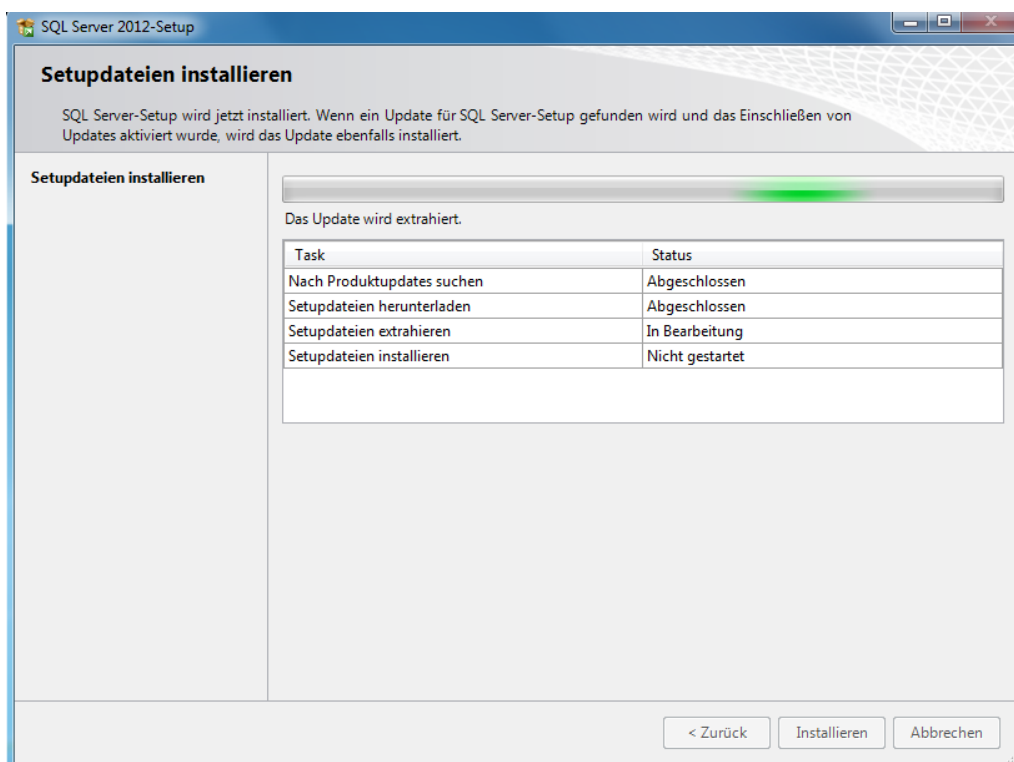 SQL Server 2012-Setup
Setupdateien installieren
SQL Server-Setup wird jetzt installiert. Wenn ein Update für SQL Server-Setup gefunden wird und das Einschließen von
Updates aktiviert wurde, wird das Update ebenfalls installiert.
Setupdateien installieren
Das Update wird extrahiert.
Task Status
Nach Produktupdates suchen Abgeschlossen
Setupdateien herunterladen Abgeschlossen
Setupdateien extrahieren In Bearbeitung
Setupdateien installieren Nicht gestartet
< Zurück Installieren Abbrechen